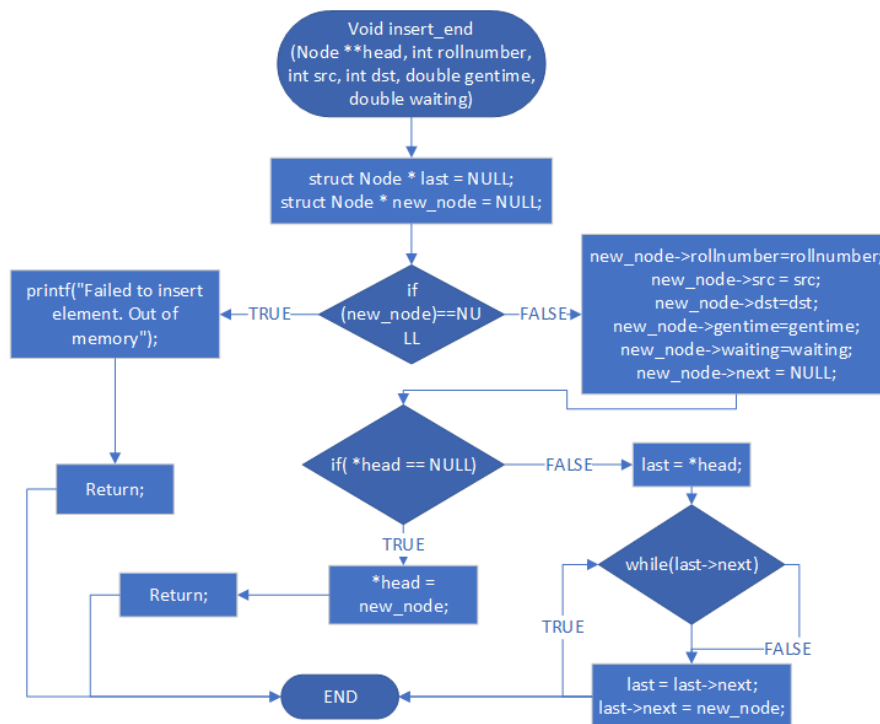 Void insert_end
(Node **head, int rollnumber,
int src, int dst, double gentime,
double waiting)
struct Node * last = NULL;
struct Node * new_node = NULL;
if
(new_node)==NU
LL
TRUE
printf("Failed to insert
element. Out of
memory");
Return;
FALSE
new_node->rollnumber=rollnumber;
new_node->src = src;
new_node->dst=dst;
new_node->gentime=gentime;
new_node->waiting=waiting;
new_node->next = NULL;
if( *head == NULL)
TRUE
*head =
new_node;
Return;
FALSE
last = *head;
while(last->next)
TRUE
FALSE
last = last->next;
last->next = new_node;
END